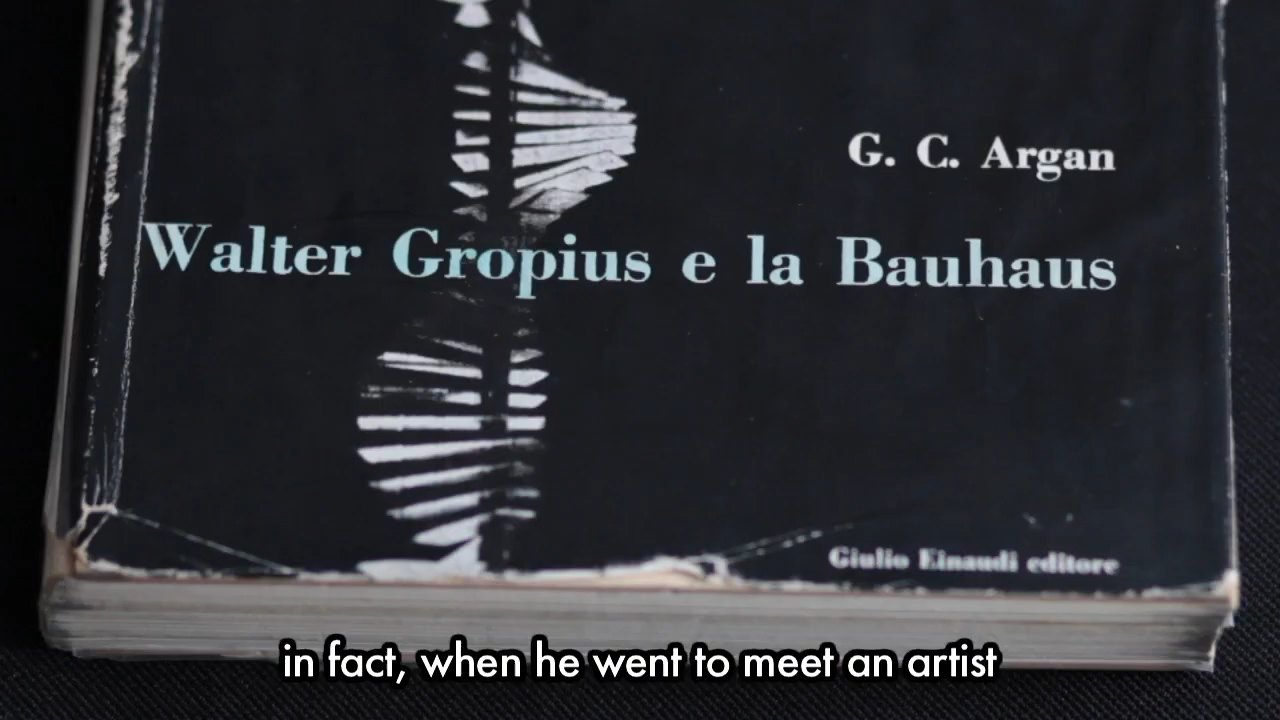 G. C. Argan
Walter Gropius e la Bauhaus
Giulio Einaudi editore
in fact, when he went to meet an artist